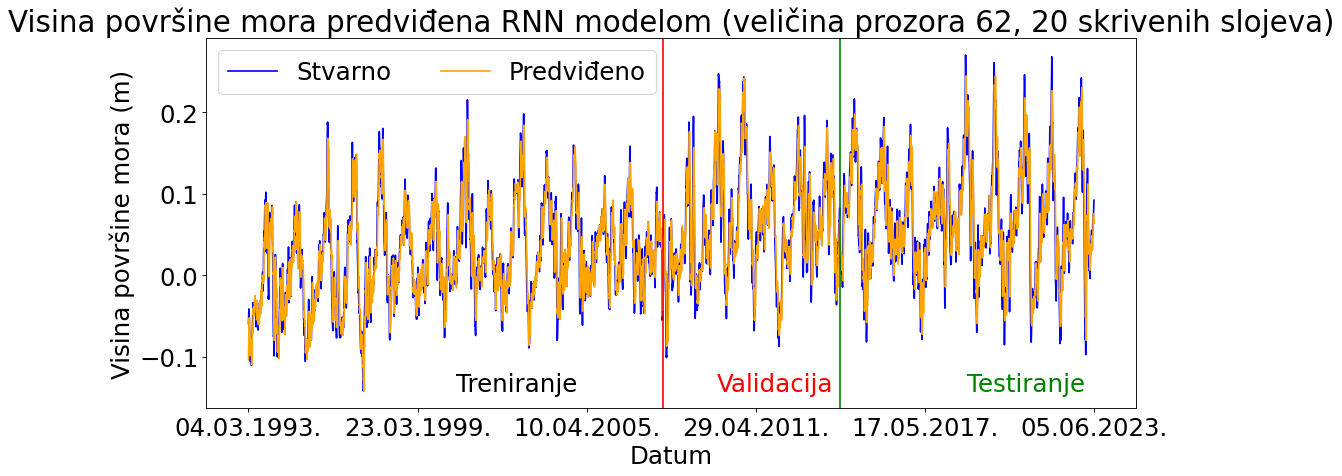 Visina površine mora predviđena RNN modelom (veličina prozora 62, 20 skrivenih slojeva)
Stvarno Predviđeno
Visina površine mora (m)
0.2
0.1
0.0
−0.1
Treniranje Validacija Testiranje
04.03.1993. 23.03.1999. 10.04.2005. 29.04.2011. 17.05.2017. 05.06.2023.
Datum